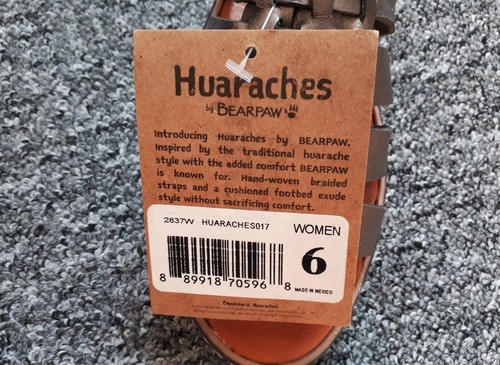 Huaraches
by BEARPAW
Introducing Huaraches by BEARPAW.
Inspired by the traditional huarache
style with the added comfort BEARPAW
is known for. Hand-woven braided
straps and a cushioned footbed exude
style without sacrificing comfort.
2837W HUARACHES017
WOMEN
6
8 89918 70596 8
MADE IN MEXICO